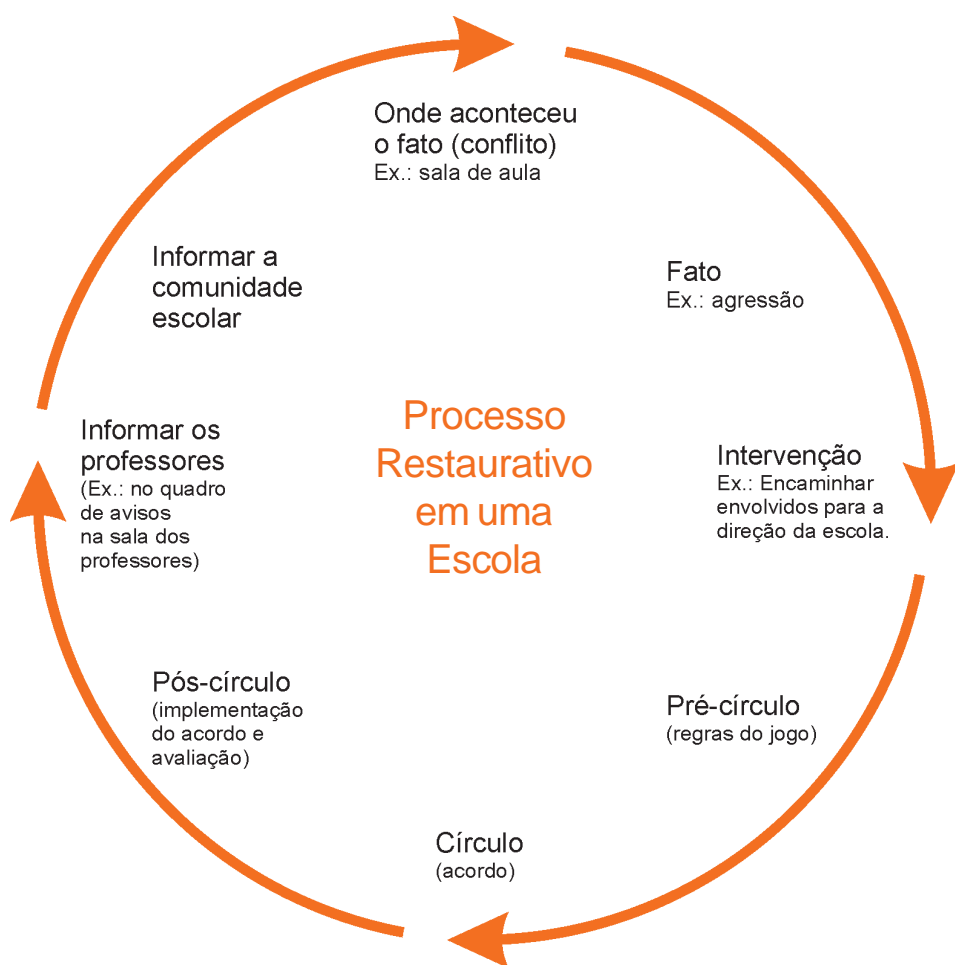 Onde aconteceu
o fato (conflito)
Ex.: sala de aula
Fato
Ex.: agressão
Intervenção
Ex.: Encaminhar
envolvidos para a
direção da escola.
Pré-círculo
(regras do jogo)
Círculo
(acordo)
Pós-círculo
(implementação
do acordo e
avaliação)
Informar os
professores
(Ex.: no quadro
de avisos
na sala dos
professores)
Informar a
comunidade
escolar
Processo
Restaurativo
em uma
Escola